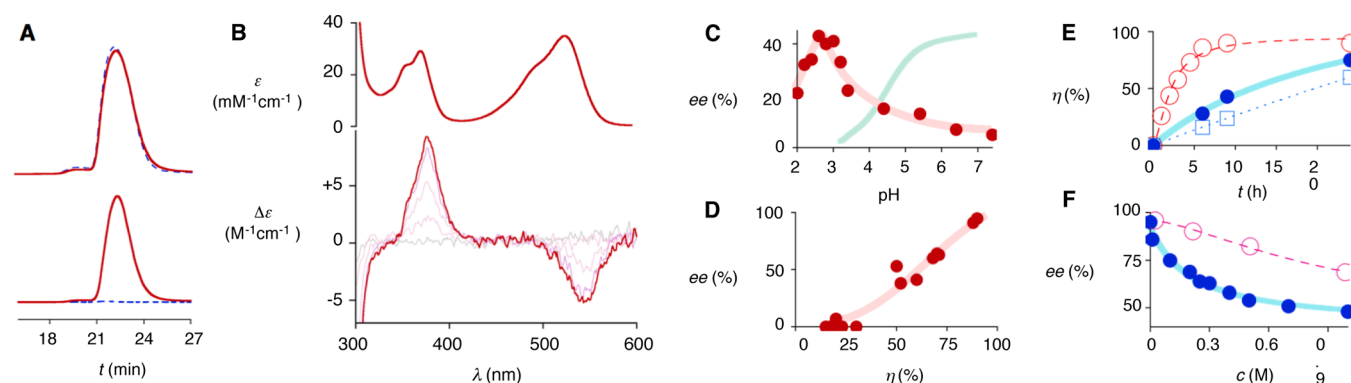 A
ε
(mM-1cm-1)
Δε
(M-1cm-1)
18 21 24 27
t (min)
B
40
20
0
+5
0
-5
300 400 500 600
λ (nm)
C
40
20
0
ee (%)
2 3 4 5 6 7
pH
D
100
50
0
ee (%)
0 25 50 75 100
η(%)
E
100
50
0
η(%)
0 5 10 15 2
0
t (h)
F
100
75
50
ee (%)
0 0.3 0.6 0
.
9
c (M)